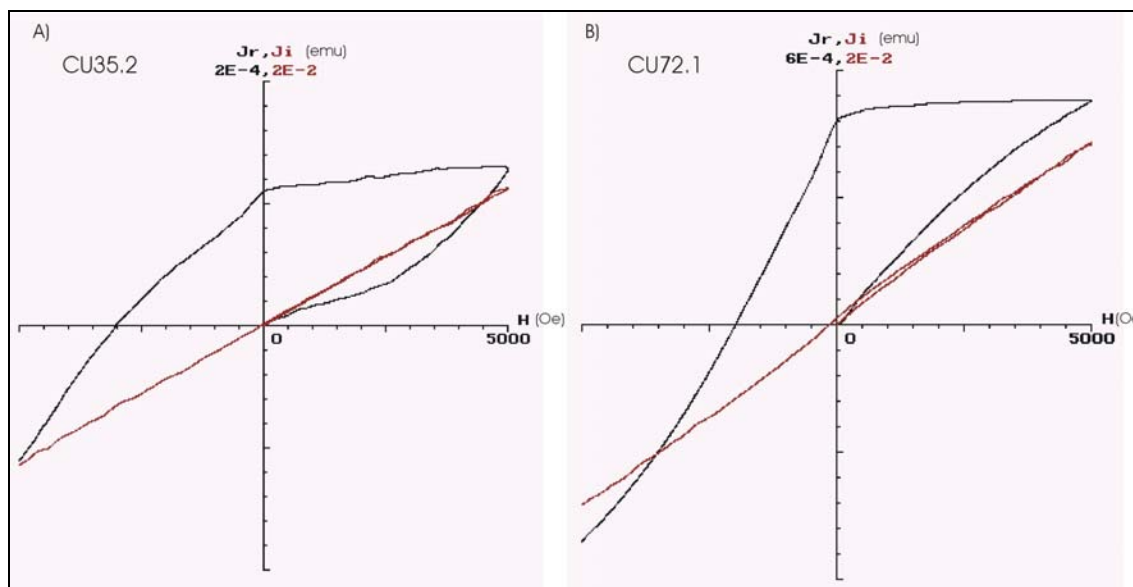 A)
CU35.2
Jr,Ji (emu)
2E-4,2E-2
H (Oe)
0
5000
B)
CU72.1
Jr,Ji (emu)
6E-4,2E-2
H (O
0
5000